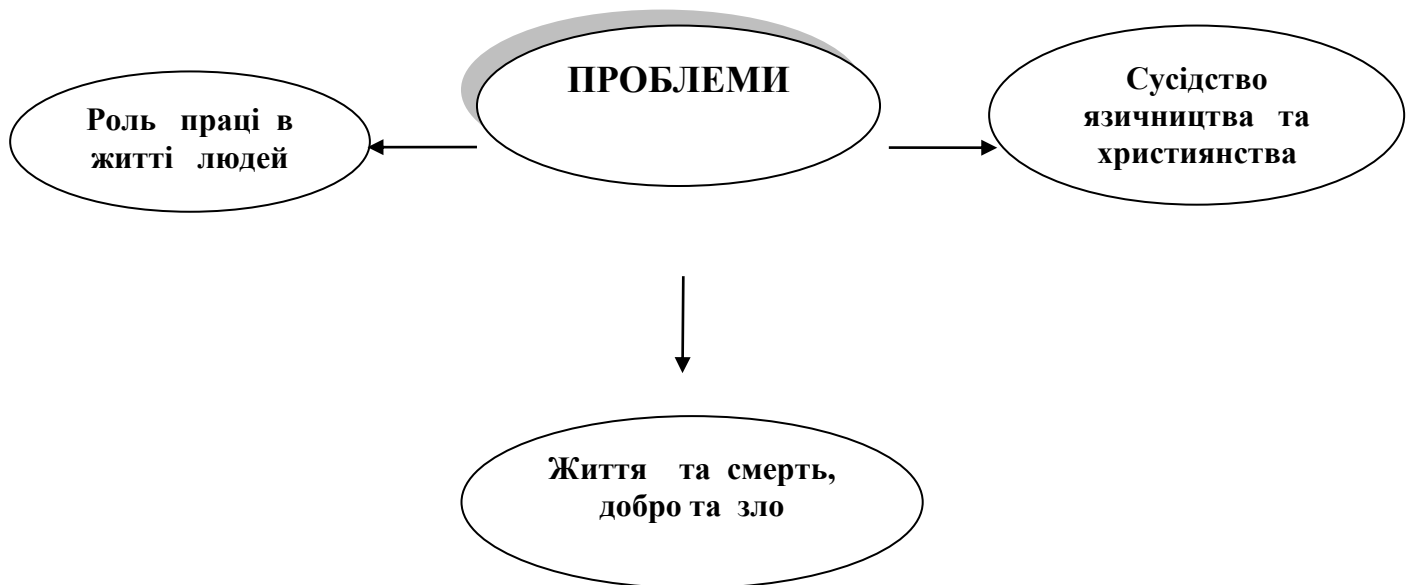 ПРОБЛЕМИ
Роль праці в
житті людей
Сусідство
язичництва та
християнства
Життя та смерть,
добро та зло